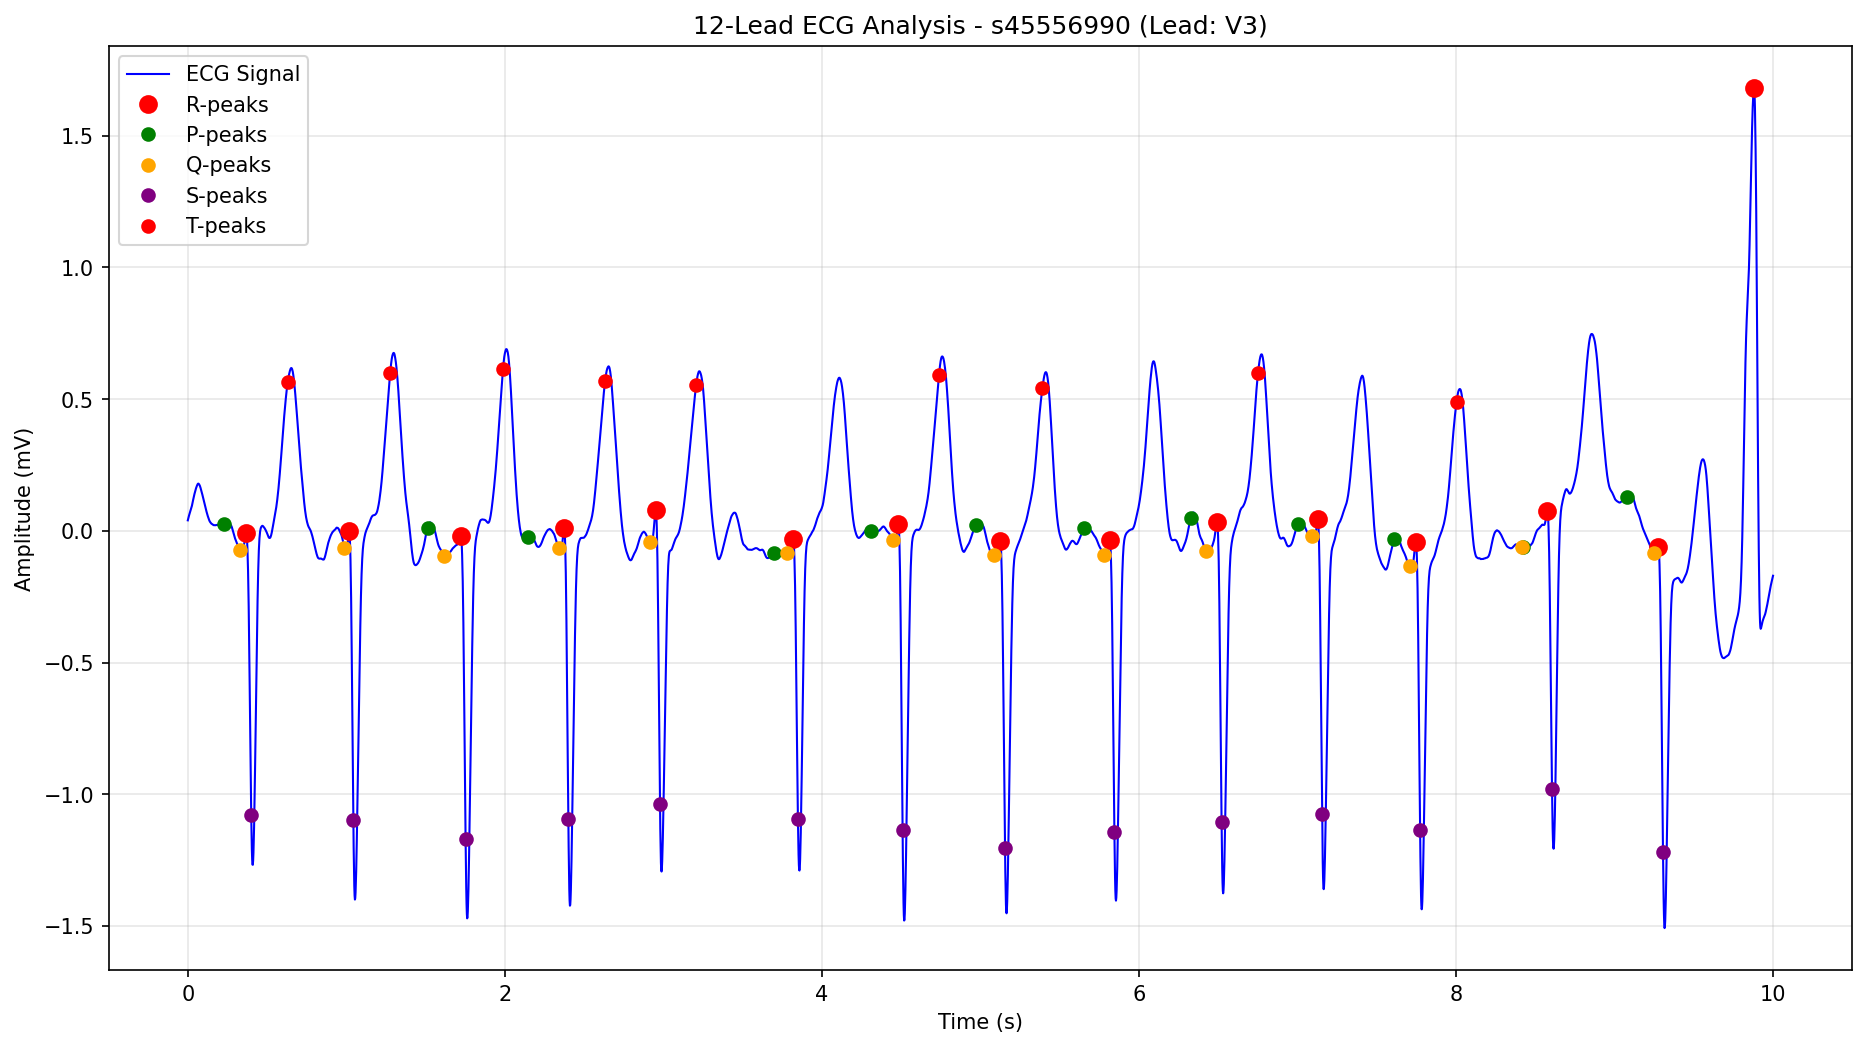 12-Lead ECG Analysis - s45556990 (Lead: V3)
ECG Signal
R-peaks
P-peaks
Q-peaks
S-peaks
T-peaks
1.5
1.0
0.5
0.0
−0.5
−1.0
−1.5
Amplitude (mV)
0 2 4 6 8 10
Time (s)